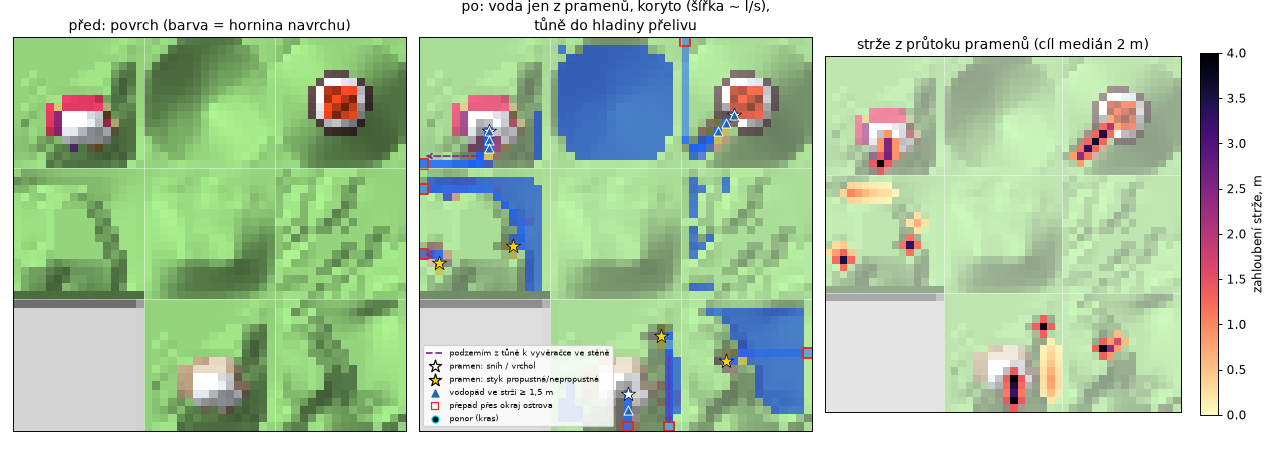 před: povrch (barva = hornina navrchu)
po: voda jen z pramenů, koryto (šířka ~ l/s),
tůně do hladiny přelivu
strže z průtoku pramenů (cíl medián 2 m)
podzemím z tůně k vyvěračce ve stěně
pramen: sníh / vrchol
pramen: styk propustná/nepropustná
vodopád ve strži ≥ 1,5 m
přepad přes okraj ostrova
ponor (kras)
4.0
3.5
3.0
2.5
2.0
1.5
1.0
0.5
0.0
zahloubení strže, m